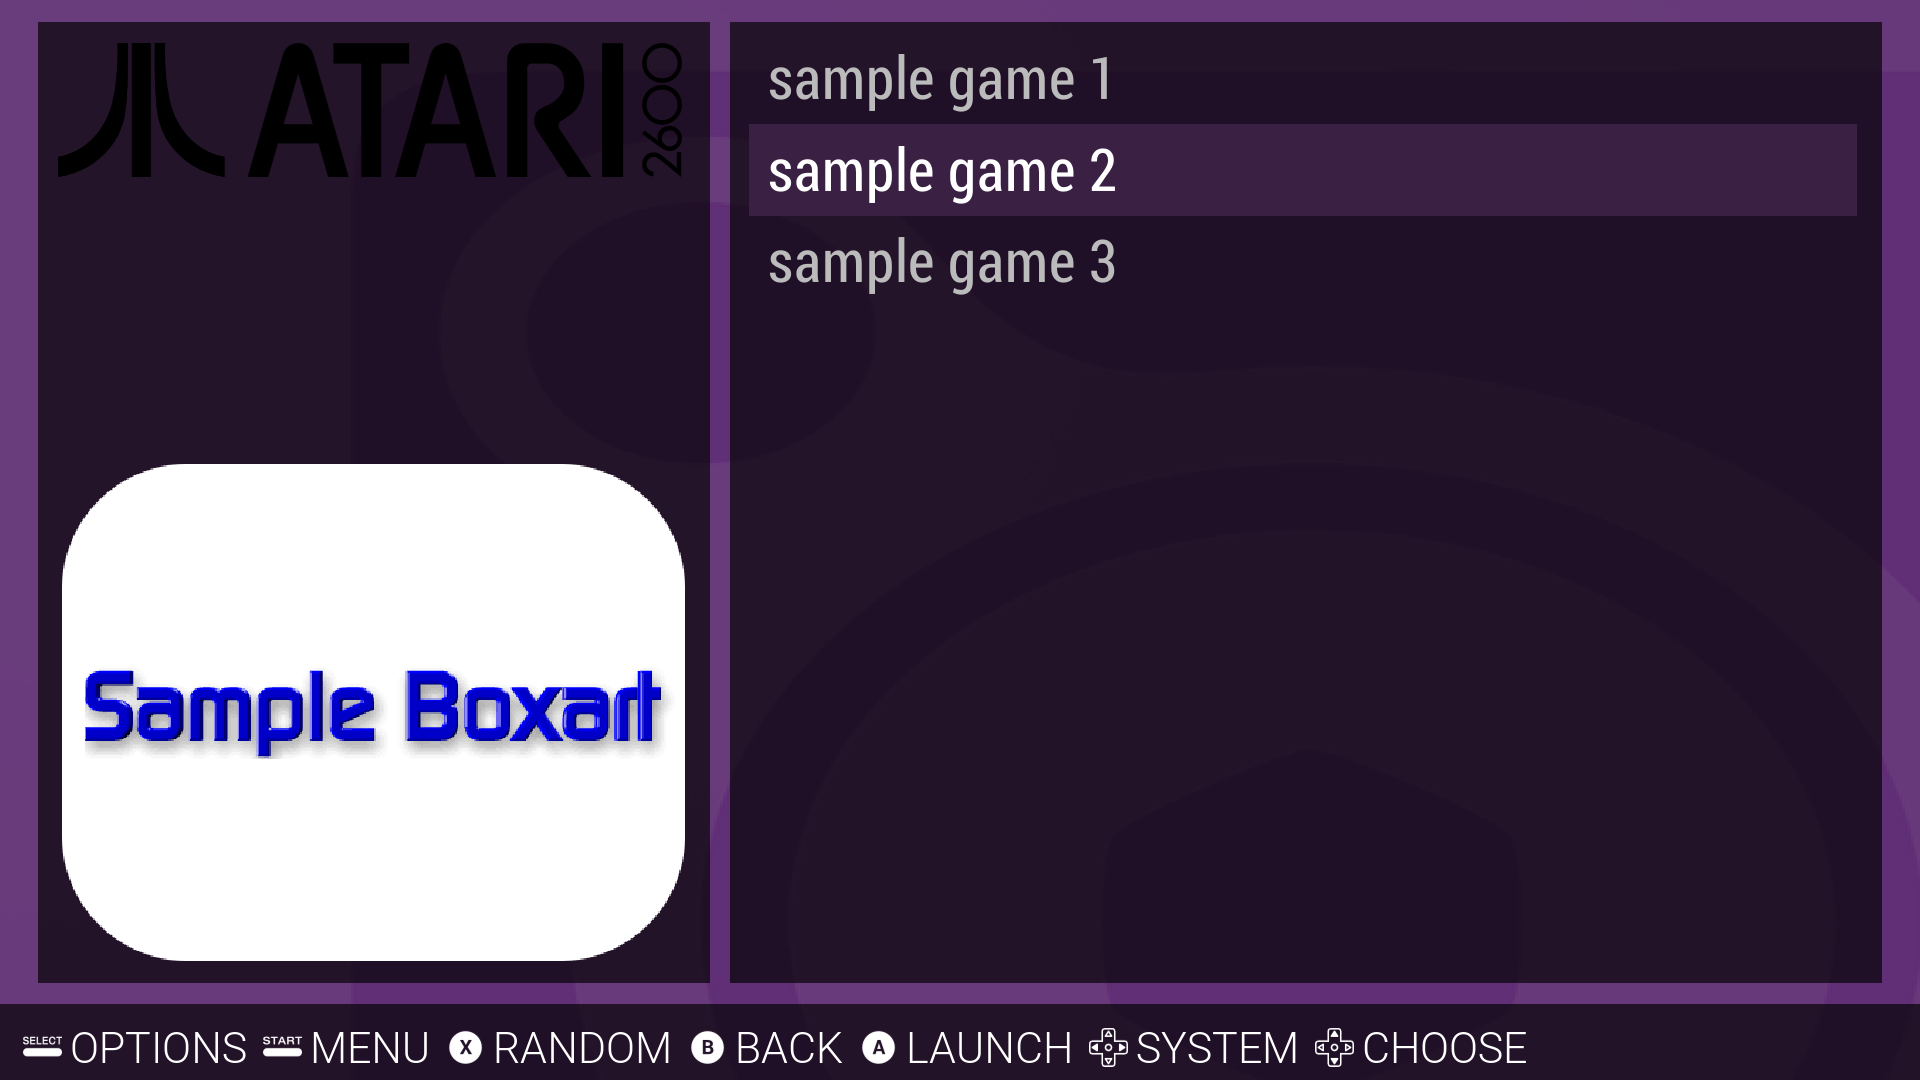 ATARI 2600
sample game 1
sample game 2
sample game 3
Sample Boxart
SELECT OPTIONS START MENU X RANDOM B BACK A LAUNCH SYSTEM CHOOSE